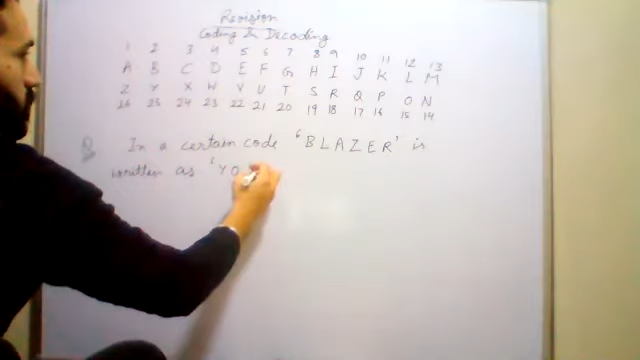 Revision
Coding & Decoding
1 2 3 4 5 6 7 8 9 10 11 12 13
A B C D E F G H I J K L M
Z Y X W V U T S R Q P O N
26 25 24 23 22 21 20 19 18 17 16 15 14
Q In a certain code 'BLAZER' is
written as 'YO